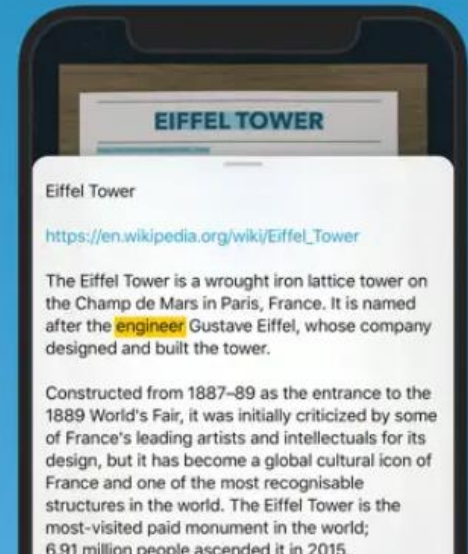 EIFFEL TOWER
Eiffel Tower
https://en.wikipedia.org/wiki/Eiffel_Tower
The Eiffel Tower is a wrought iron lattice tower on
the Champ de Mars in Paris, France. It is named
after the engineer Gustave Eiffel, whose company
designed and built the tower.
Constructed from 1887–89 as the entrance to the
1889 World's Fair, it was initially criticized by some
of France's leading artists and intellectuals for its
design, but it has become a global cultural icon of
France and one of the most recognisable
structures in the world. The Eiffel Tower is the
most-visited paid monument in the world;
6.91 million people ascended it in 2015.